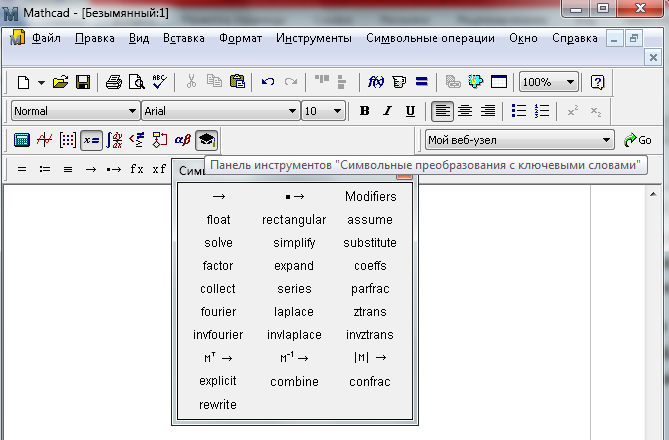 Mathcad - [Безымянный:1]
Файл Правка Вид Вставка Формат Инструменты Символьные операции Окно Справка
100%
Normal Arial 10 B I U
αβ Мой веб-узел Go
Панель инструментов "Символьные преобразования с ключевыми словами"
= := ≡ → ▪→ fx xf
→ ▪→ Modifiers
float rectangular assume
solve simplify substitute
factor expand coeffs
collect series parfrac
fourier laplace ztrans
invfourier invlaplace invztrans
Mᵀ → M⁻¹ → |M| →
explicit combine confrac
rewrite